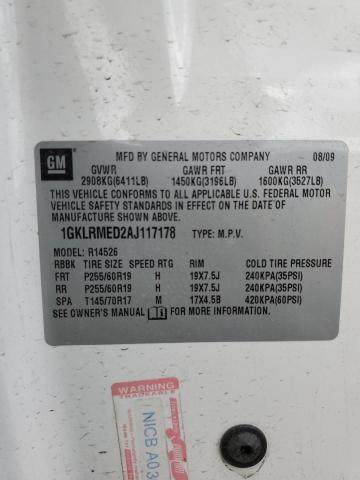 GM
MFD BY GENERAL MOTORS COMPANY 08/09
GVWR GAWR FRT GAWR RR
2908KG(6411LB) 1450KG(3196LB) 1600KG(3527LB)
THIS VEHICLE CONFORMS TO ALL APPLICABLE U.S. FEDERAL MOTOR
VEHICLE SAFETY STANDARDS IN EFFECT ON THE DATE OF
MANUFACTURE SHOWN ABOVE.
1GKLRMED2AJ117178 TYPE: M.P.V.
MODEL: R14526
RBBK TIRE SIZE SPEED RTG RIM COLD TIRE PRESSURE
FRT P255/60R19 H 19X7.5J 240KPA(35PSI)
RR P255/60R19 H 19X7.5J 240KPA(35PSI)
SPA T145/70R17 M 17X4.5B 420KPA(60PSI)
SEE OWNER'S MANUAL FOR MORE INFORMATION.
WARNING
TRACEABLE
NICB A03